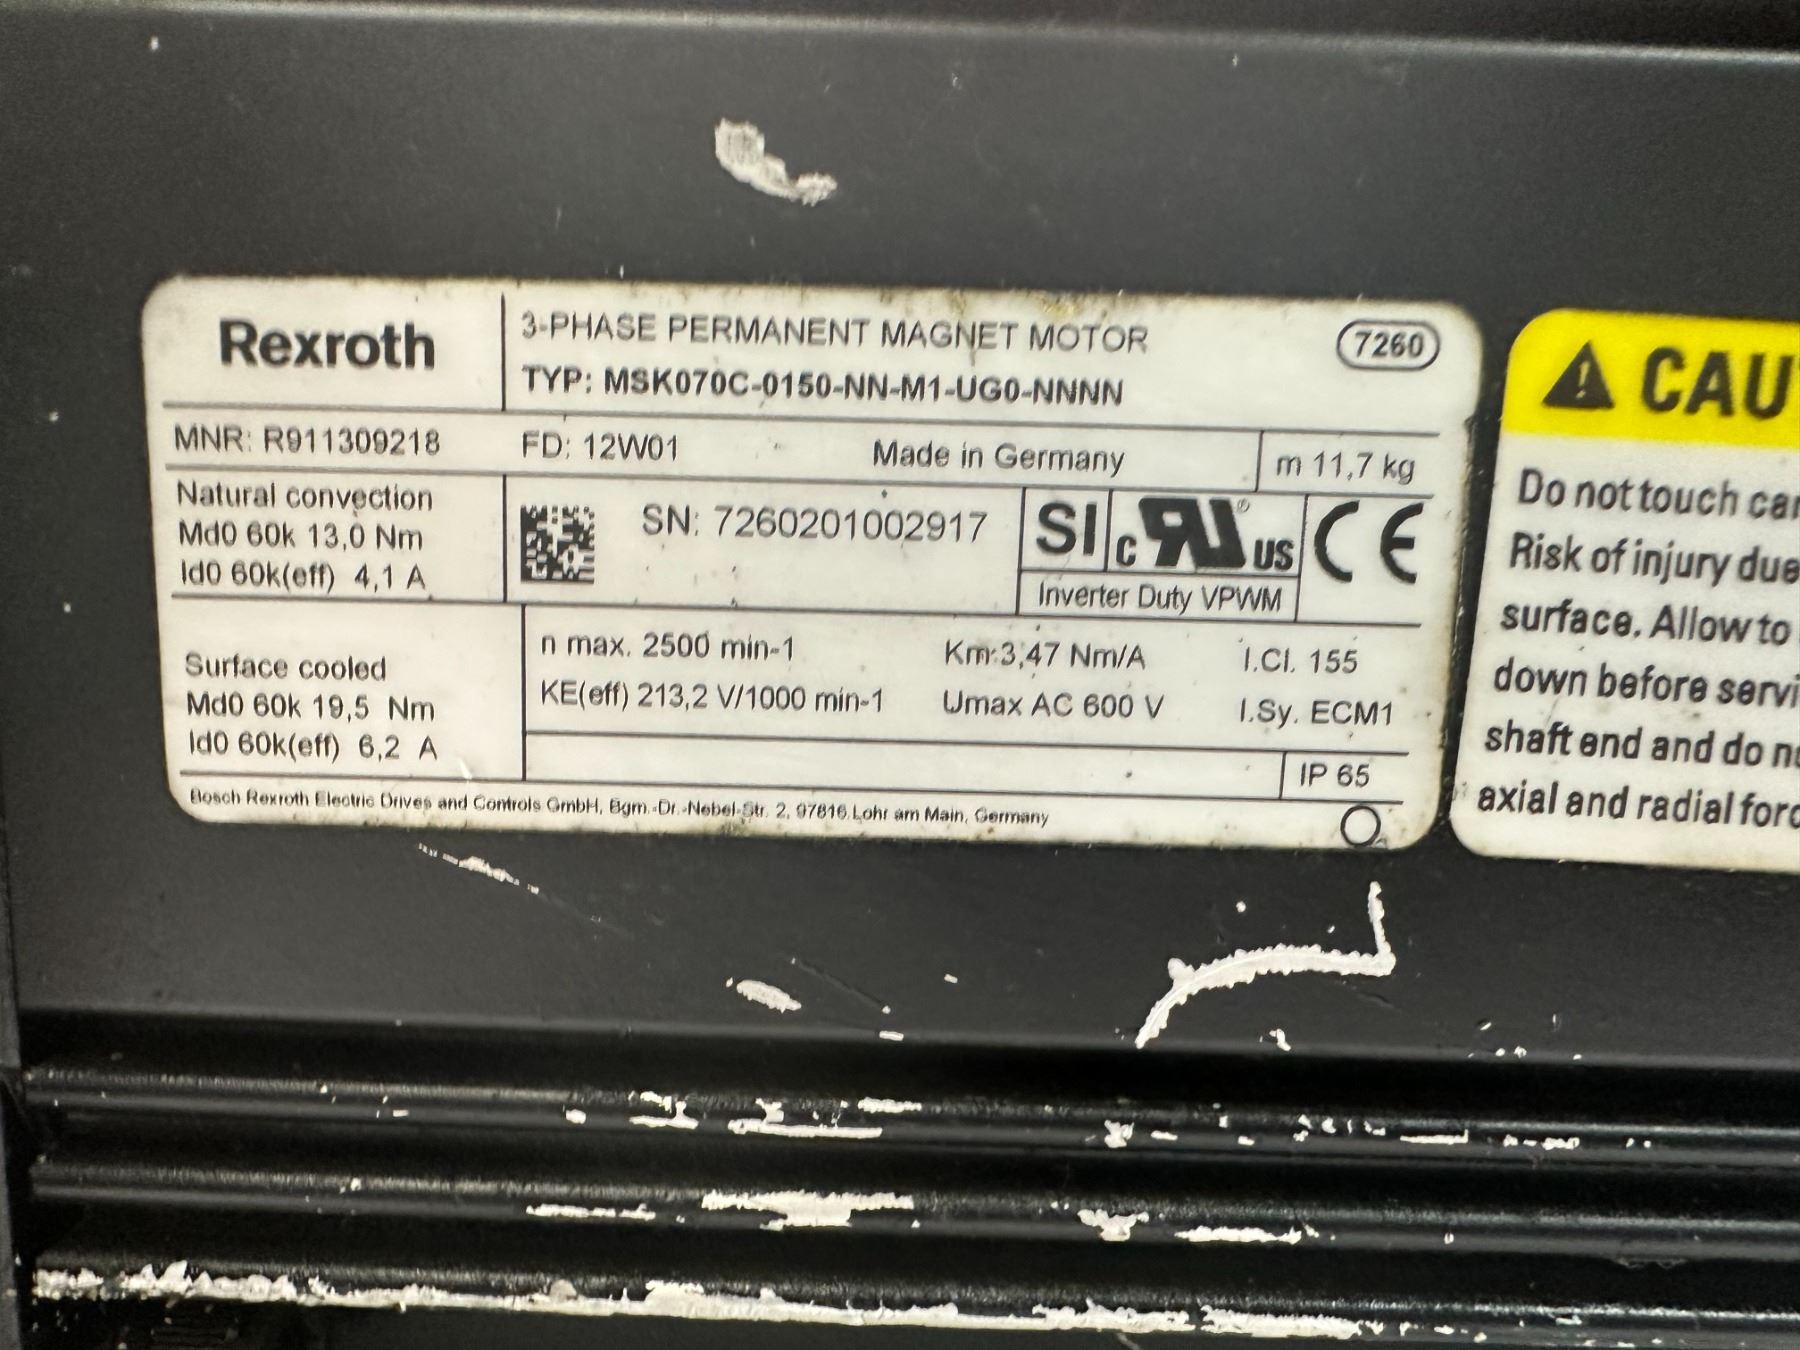 Rexroth
3-PHASE PERMANENT MAGNET MOTOR
7260
TYP: MSK070C-0150-NN-M1-UG0-NNNN
MNR: R911309218 FD: 12W01 Made in Germany m 11,7 kg
Natural convection
Md0 60k 13,0 Nm
Id0 60k(eff) 4,1 A
SN: 7260201002917
SI c RU ® US CE
Inverter Duty VPWM
Surface cooled
Md0 60k 19,5 Nm
Id0 60k(eff) 6,2 A
n max. 2500 min-1 Km:3,47 Nm/A I.Cl. 155
KE(eff) 213,2 V/1000 min-1 Umax AC 600 V I.Sy. ECM1
IP 65
Bosch Rexroth Electric Drives and Controls GmbH, Bgm.-Dr.-Nebel-Str. 2, 97816 Lohr am Main, Germany
CAU
Do not touch ca
Risk of injury due
surface. Allow to
down before servi
shaft end and do n
axial and radial forc